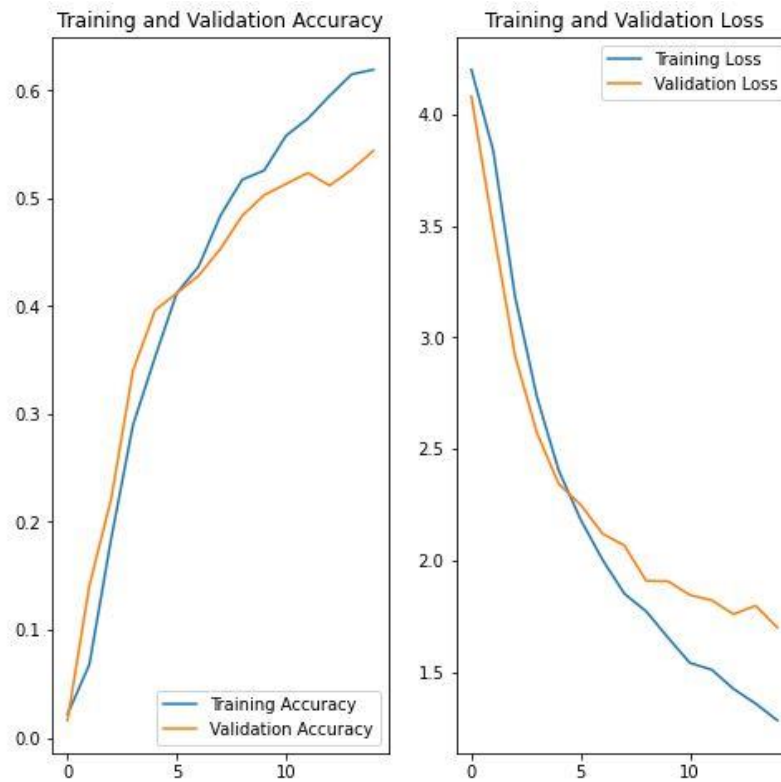 Training and Validation Accuracy
0.6
0.5
0.4
0.3
0.2
0.1
0.0
Training Accuracy
Validation Accuracy
0 5 10
Training and Validation Loss
Training Loss
Validation Loss
4.0
3.5
3.0
2.5
2.0
1.5
0 5 10